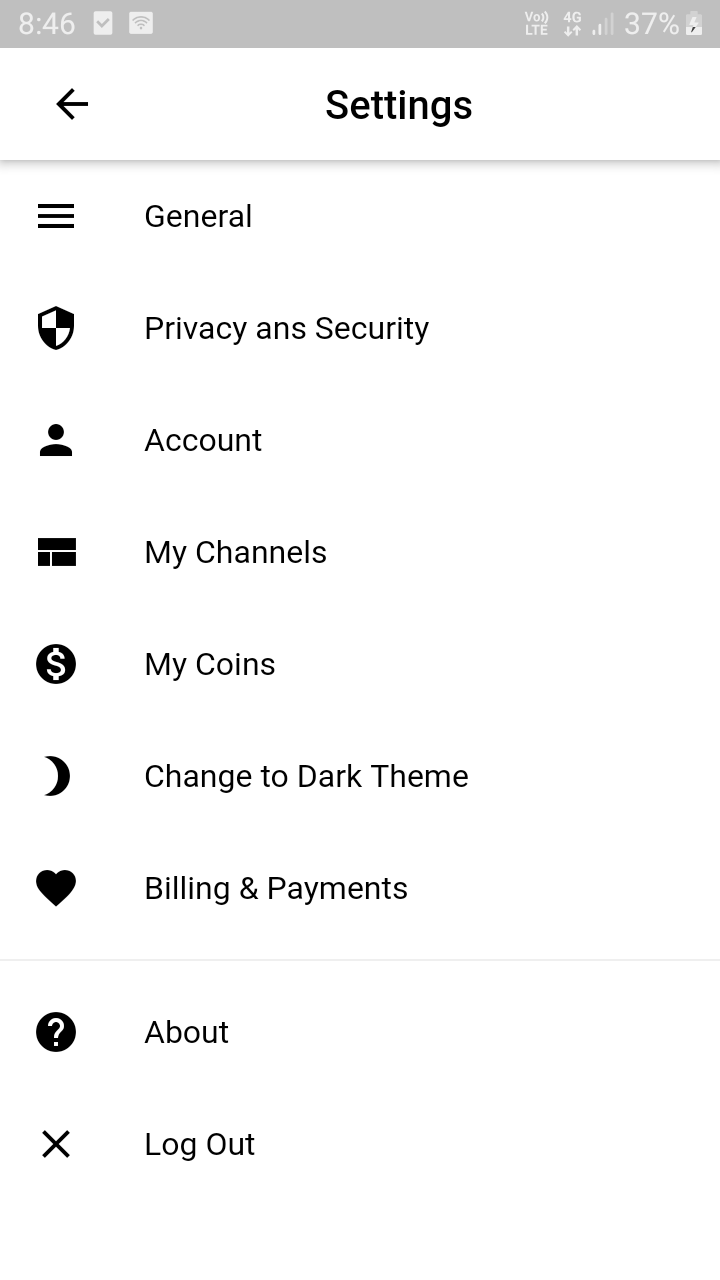 8:46 Vo)) LTE 4G 37%
Settings
General
Privacy ans Security
Account
My Channels
My Coins
Change to Dark Theme
Billing & Payments
About
Log Out